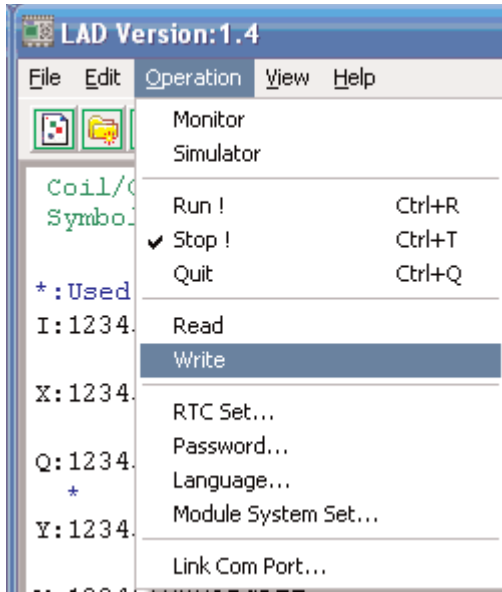 LAD Version:1.4
File Edit Operation View Help
Monitor
Simulator
Coil/
Symbol
Run ! Ctrl+R
✔ Stop ! Ctrl+T
Quit Ctrl+Q
*:Used
I:1234.
Read
Write
X:1234.
RTC Set...
Password...
Q:1234.
Language...
*
Module System Set...
Y:1234.
Link Com Port...